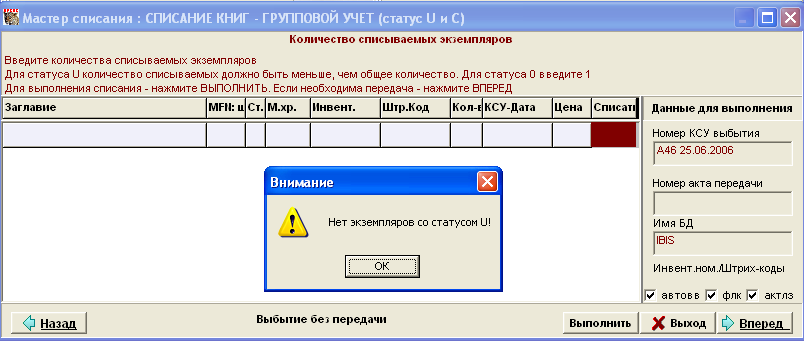 Мастер списания : СПИСАНИЕ КНИГ - ГРУППОВОЙ УЧЕТ (статус U и C)
Количество списываемых экземпляров
Введите количества списываемых экземпляров
Для статуса U количество списываемых должно быть меньше, чем общее количество. Для статуса 0 введите 1
Для выполнения списания - нажмите ВЫПОЛНИТЬ. Если необходима передача - нажмите ВПЕРЕД
Заглавие MFN: ш Ст. М.хр. Инвент. Штр.Код Кол-в КСУ-Дата Цена Списать
Данные для выполнения
Номер КСУ выбытия
А46 25.06.2006
Номер акта передачи
Имя БД
IBIS
Инвент.ном./Штрих-коды
автовв флк актлз
Внимание
Нет экземпляров со статусом U!
OK
Назад Выбытие без передачи Выполнить Выход Вперед